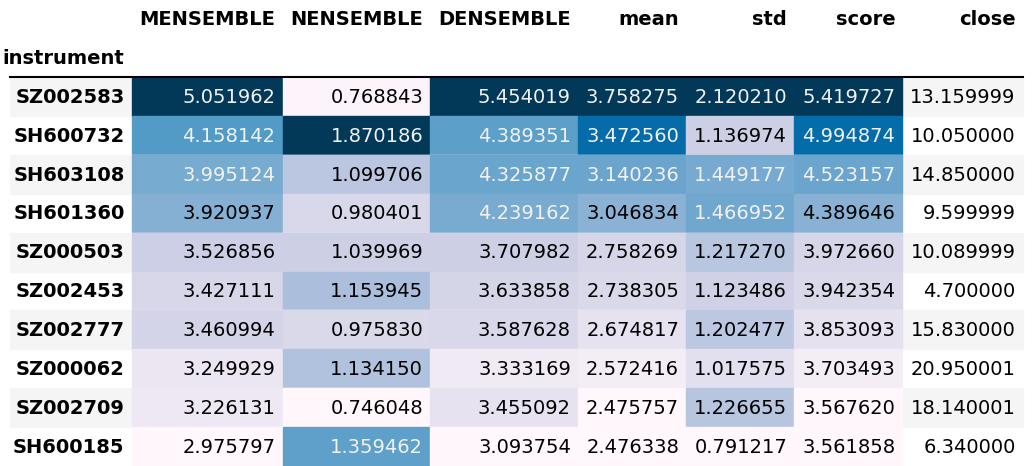 MENSEMBLE NENSEMBLE DENSEMBLE mean std score close
instrument
SZ002583 5.051962 0.768843 5.454019 3.758275 2.120210 5.419727 13.159999
SH600732 4.158142 1.870186 4.389351 3.472560 1.136974 4.994874 10.050000
SH603108 3.995124 1.099706 4.325877 3.140236 1.449177 4.523157 14.850000
SH601360 3.920937 0.980401 4.239162 3.046834 1.466952 4.389646 9.599999
SZ000503 3.526856 1.039969 3.707982 2.758269 1.217270 3.972660 10.089999
SZ002453 3.427111 1.153945 3.633858 2.738305 1.123486 3.942354 4.700000
SZ002777 3.460994 0.975830 3.587628 2.674817 1.202477 3.853093 15.830000
SZ000062 3.249929 1.134150 3.333169 2.572416 1.017575 3.703493 20.950001
SZ002709 3.226131 0.746048 3.455092 2.475757 1.226655 3.567620 18.140001
SH600185 2.975797 1.359462 3.093754 2.476338 0.791217 3.561858 6.340000